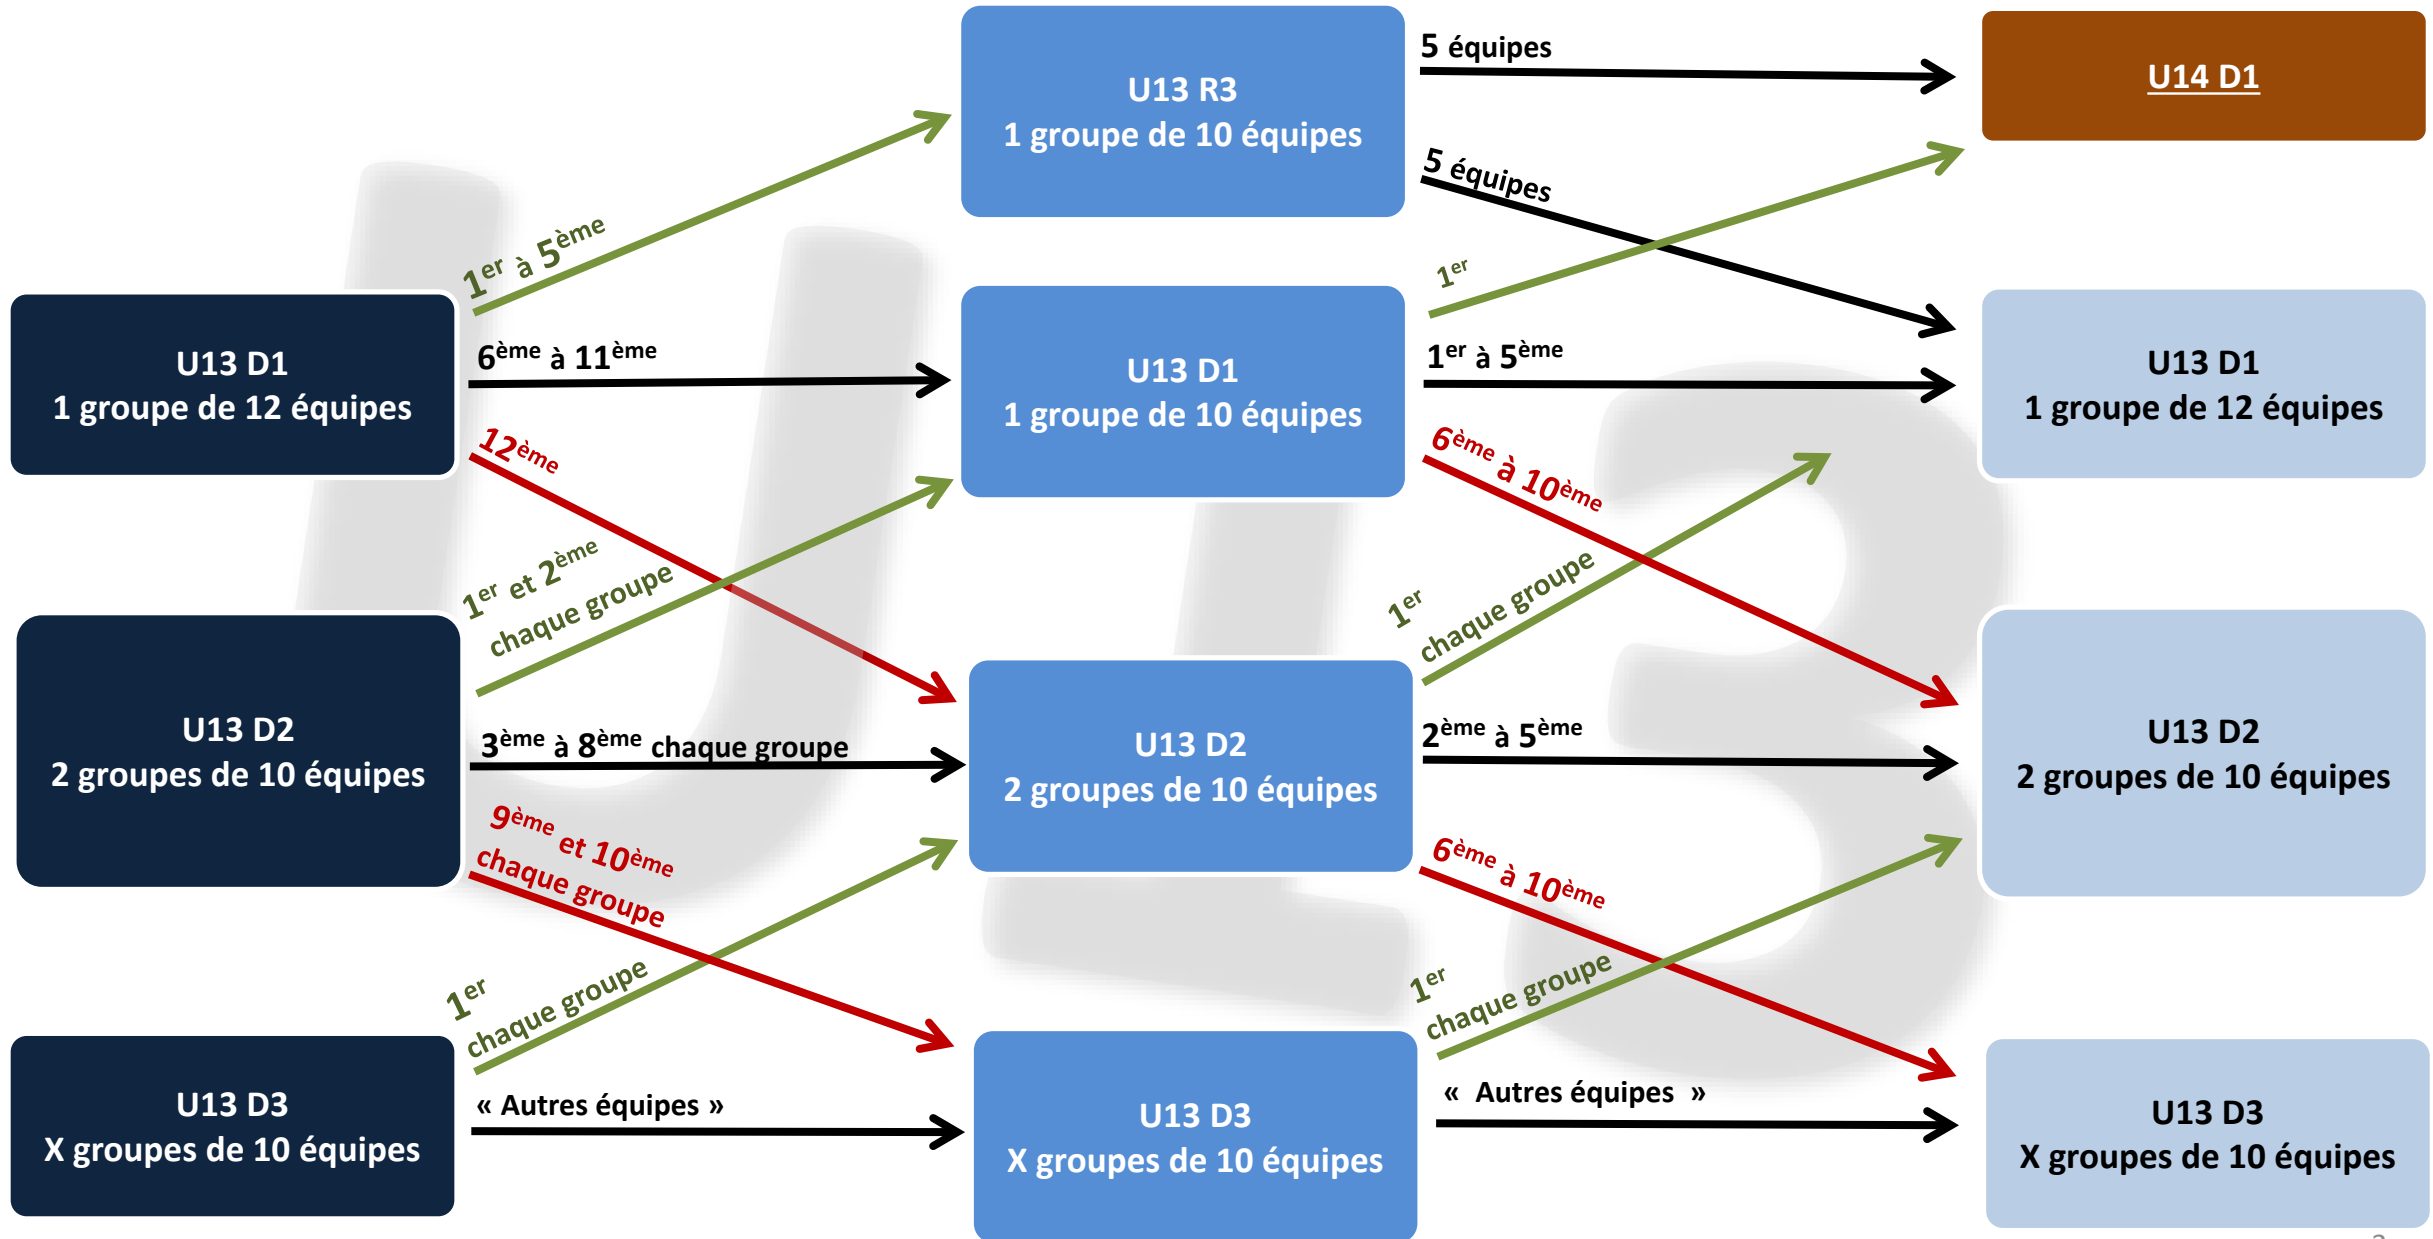 U13 D1
1 groupe de 12 équipes
U13 D2
2 groupes de 10 équipes
U13 D3
X groupes de 10 équipes
1er à 5ème
6ème à 11ème
12ème
1er et 2ème
chaque groupe
3ème à 8ème chaque groupe
9ème et 10ème
chaque groupe
1er
chaque groupe
« Autres équipes »
U13 R3
1 groupe de 10 équipes
U13 D1
1 groupe de 10 équipes
U13 D2
2 groupes de 10 équipes
U13 D3
X groupes de 10 équipes
5 équipes
5 équipes
1er
1er à 5ème
6ème à 10ème
1er
chaque groupe
2ème à 5ème
6ème à 10ème
1er
chaque groupe
« Autres équipes »
U14 D1
U13 D1
1 groupe de 12 équipes
U13 D2
2 groupes de 10 équipes
U13 D3
X groupes de 10 équipes
U13